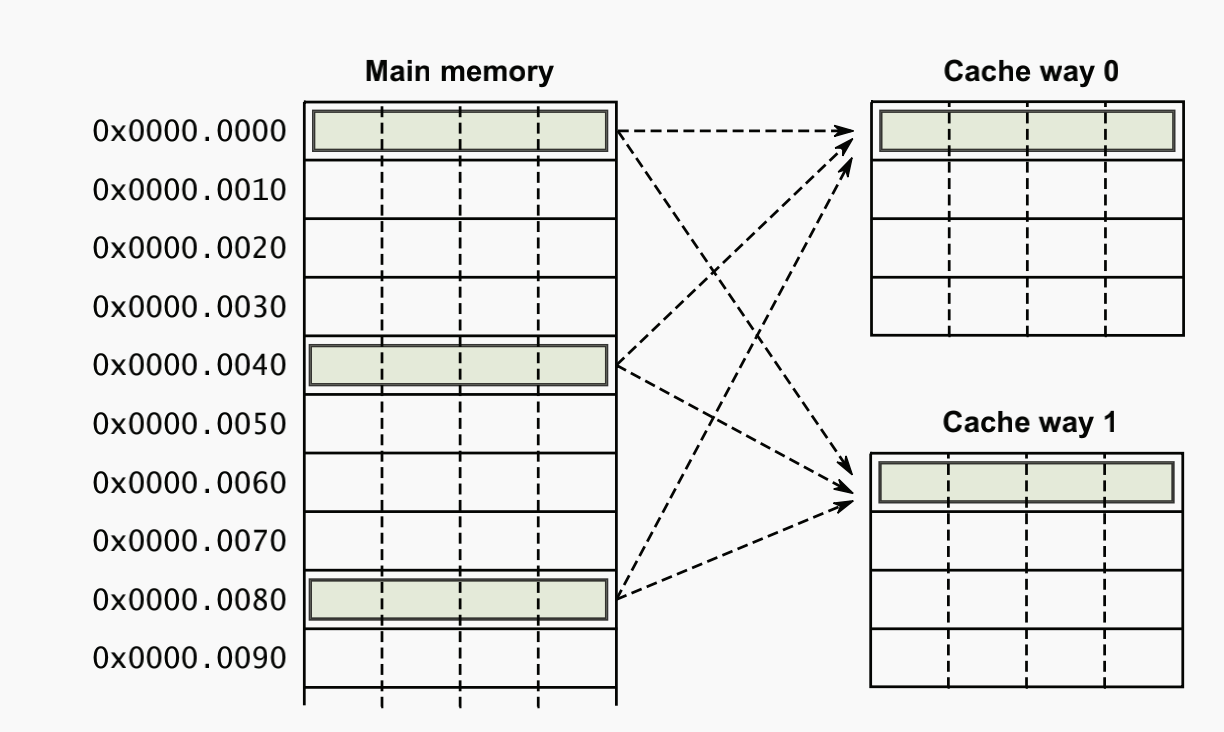 Main memory
Cache way 0
0x0000.0000
0x0000.0010
0x0000.0020
0x0000.0030
0x0000.0040
0x0000.0050
Cache way 1
0x0000.0060
0x0000.0070
0x0000.0080
0x0000.0090